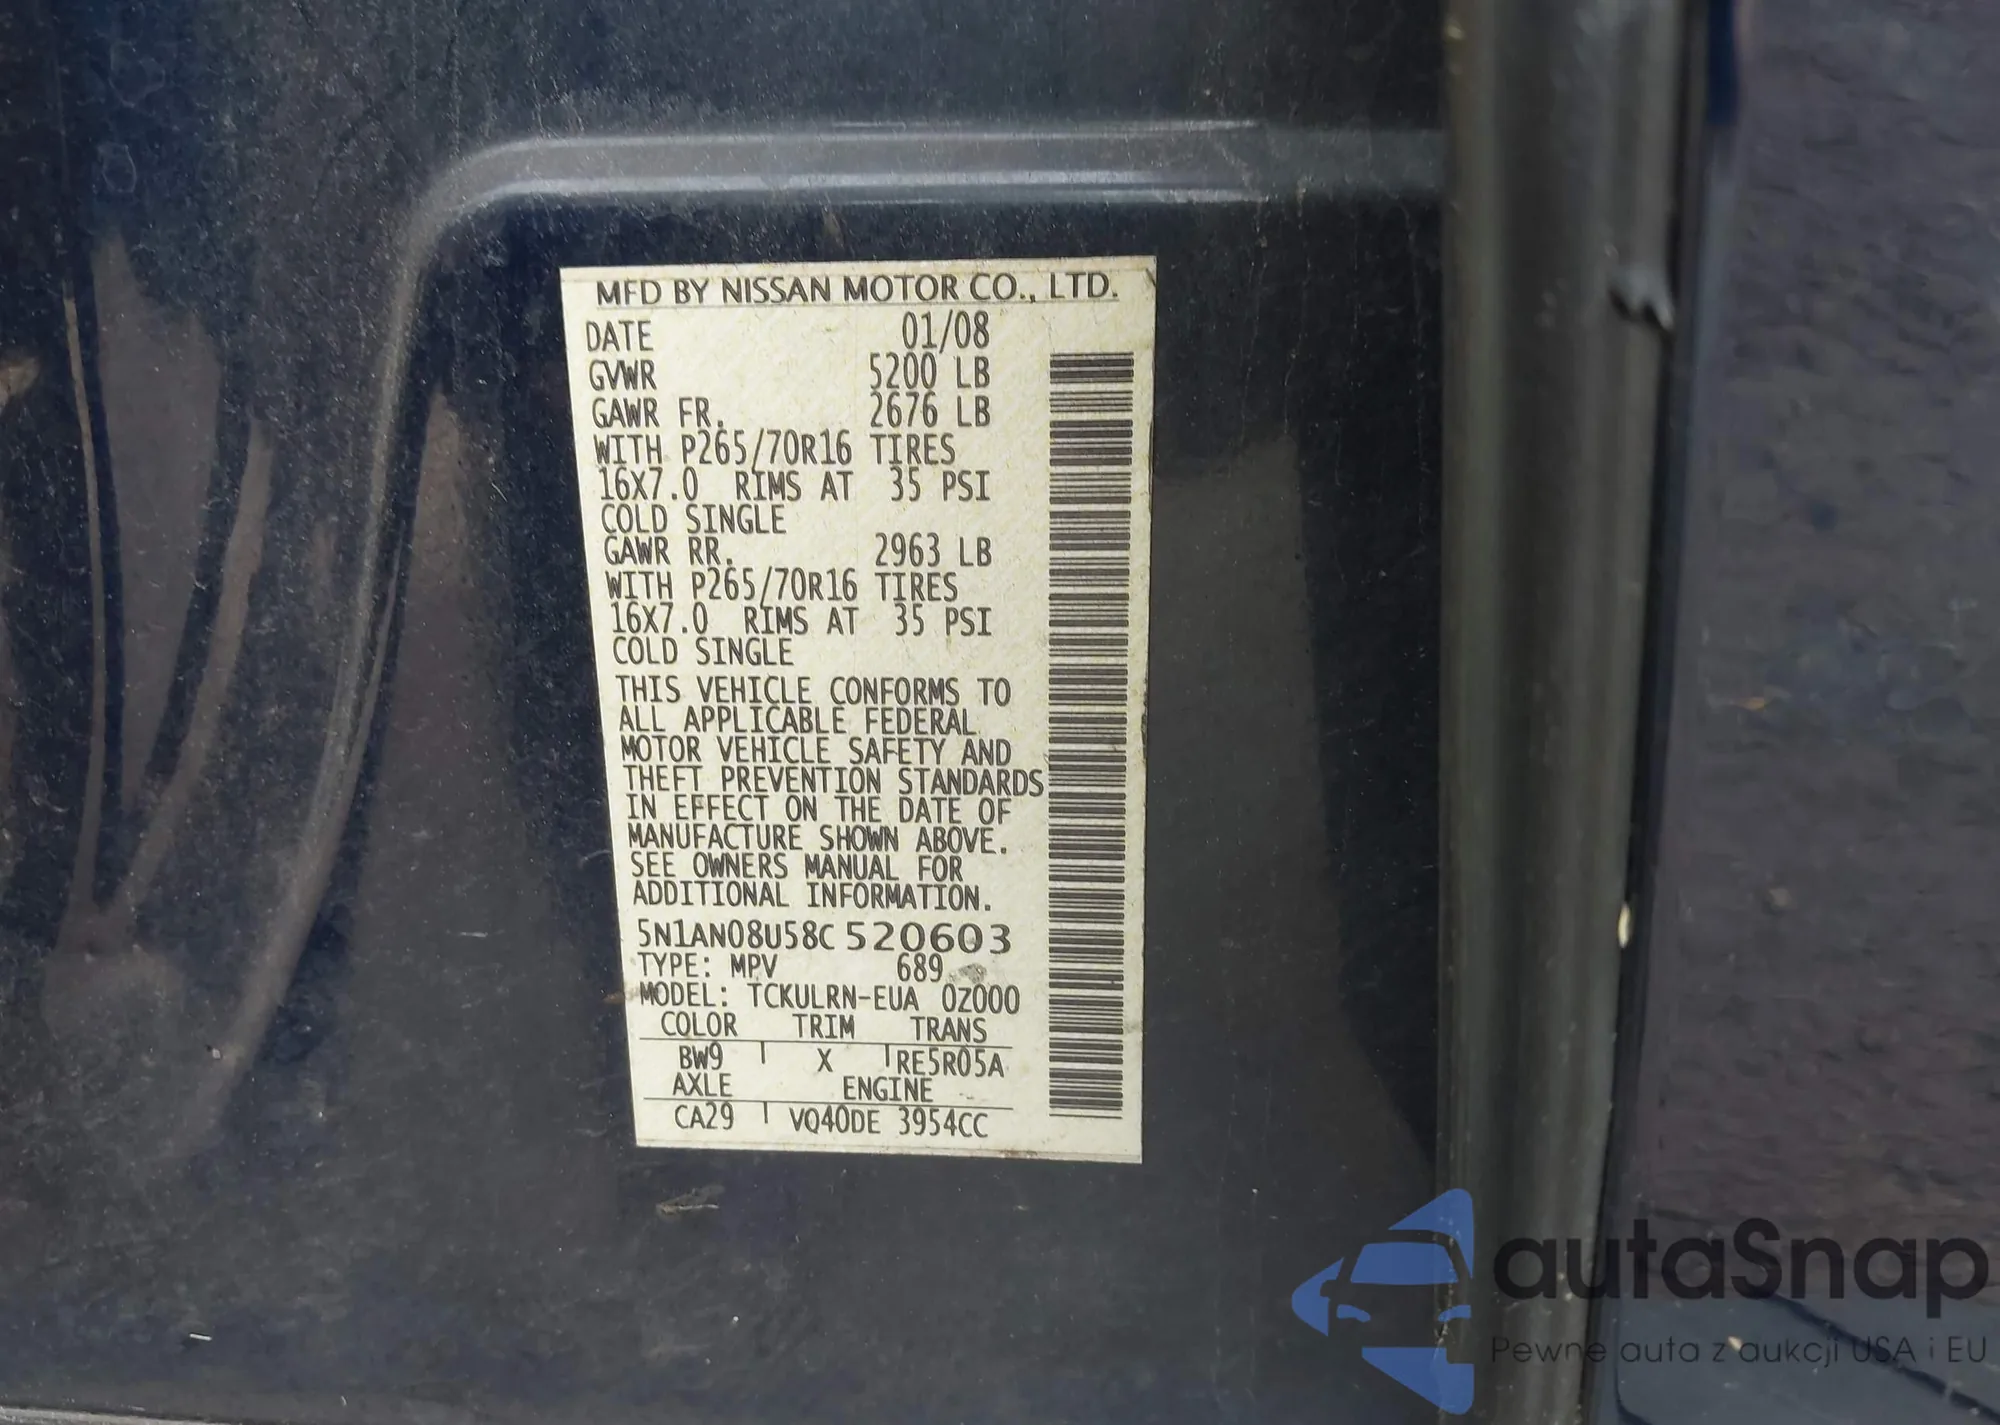 MFD BY NISSAN MOTOR CO., LTD.
DATE 01/08
GVWR 5200 LB
GAWR FR. 2676 LB
WITH P265/70R16 TIRES
16X7.0 RIMS AT 35 PSI
COLD SINGLE
GAWR RR. 2963 LB
WITH P265/70R16 TIRES
16X7.0 RIMS AT 35 PSI
COLD SINGLE
THIS VEHICLE CONFORMS TO
ALL APPLICABLE FEDERAL
MOTOR VEHICLE SAFETY AND
THEFT PREVENTION STANDARDS
IN EFFECT ON THE DATE OF
MANUFACTURE SHOWN ABOVE.
SEE OWNERS MANUAL FOR
ADDITIONAL INFORMATION.
5N1AN08U58C 520603
TYPE: MPV 689
MODEL: TCKULRN-EUA 0Z000
COLOR TRIM TRANS
BW9 X RE5R05A
AXLE ENGINE
CA29 VQ40DE 3954CC
autaSnap
Pewne auta z aukcji USA i EU